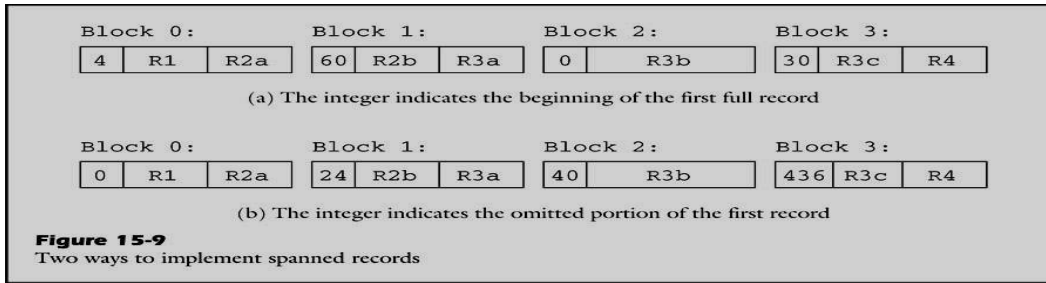 Block 0: Block 1: Block 2: Block 3:
4 R1 R2a 60 R2b R3a 0 R3b 30 R3c R4
(a) The integer indicates the beginning of the first full record
Block 0: Block 1: Block 2: Block 3:
0 R1 R2a 24 R2b R3a 40 R3b 436 R3c R4
(b) The integer indicates the omitted portion of the first record
Figure 15-9
Two ways to implement spanned records